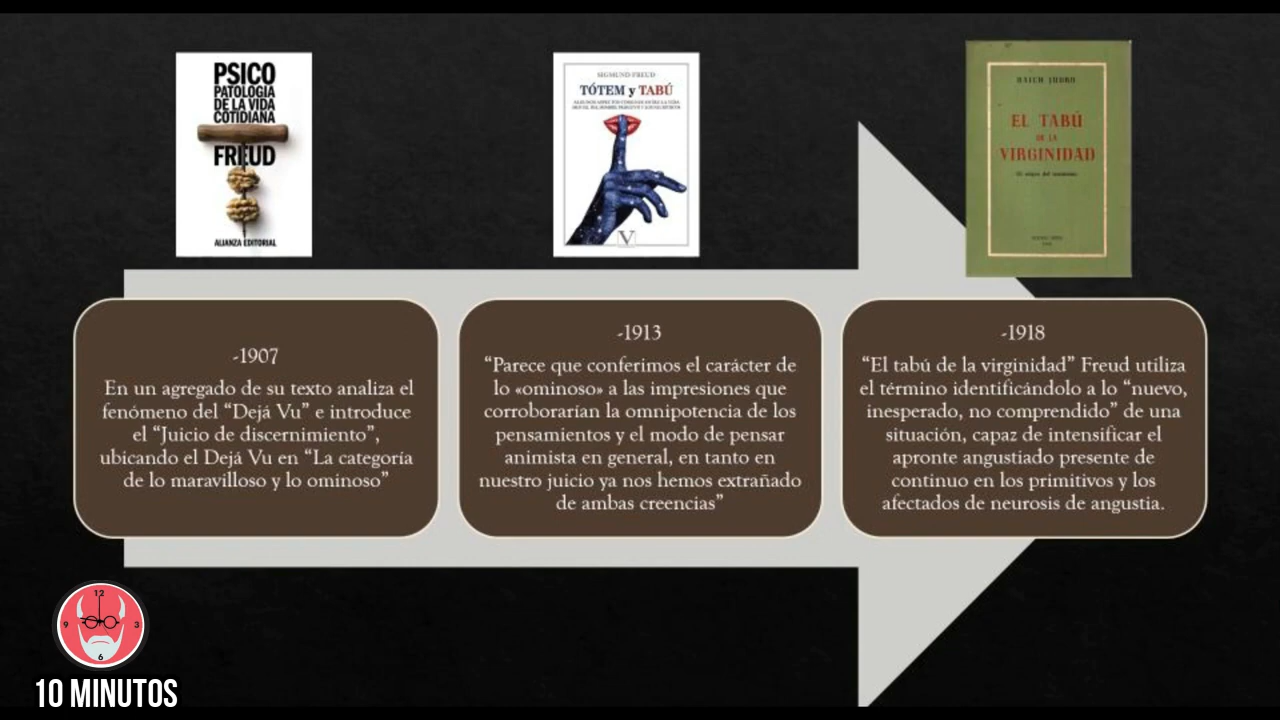 PSICO
PATOLOGÍA
DE LA VIDA
COTIDIANA
FREUD
ALIANZA EDITORIAL
SIGMUND FREUD
TÓTEM y TABÚ
V
EL TABÚ
DE LA
VIRGINIDAD
-1907
En un agregado de su texto analiza el
fenómeno del “Dejá Vu” e introduce
el “Juicio de discernimiento”,
ubicando el Dejá Vu en “La categoría
de lo maravilloso y lo ominoso”
-1913
“Parece que conferimos el carácter de
lo «ominoso» a las impresiones que
corroborarían la omnipotencia de los
pensamientos y el modo de pensar
animista en general, en tanto en
nuestro juicio ya nos hemos extrañado
de ambas creencias”
-1918
“El tabú de la virginidad” Freud utiliza
el término identificándolo a lo “nuevo,
inesperado, no comprendido” de una
situación, capaz de intensificar el
apronte angustiado presente de
continuo en los primitivos y los
afectados de neurosis de angustia.
12
9 3
6
10 MINUTOS